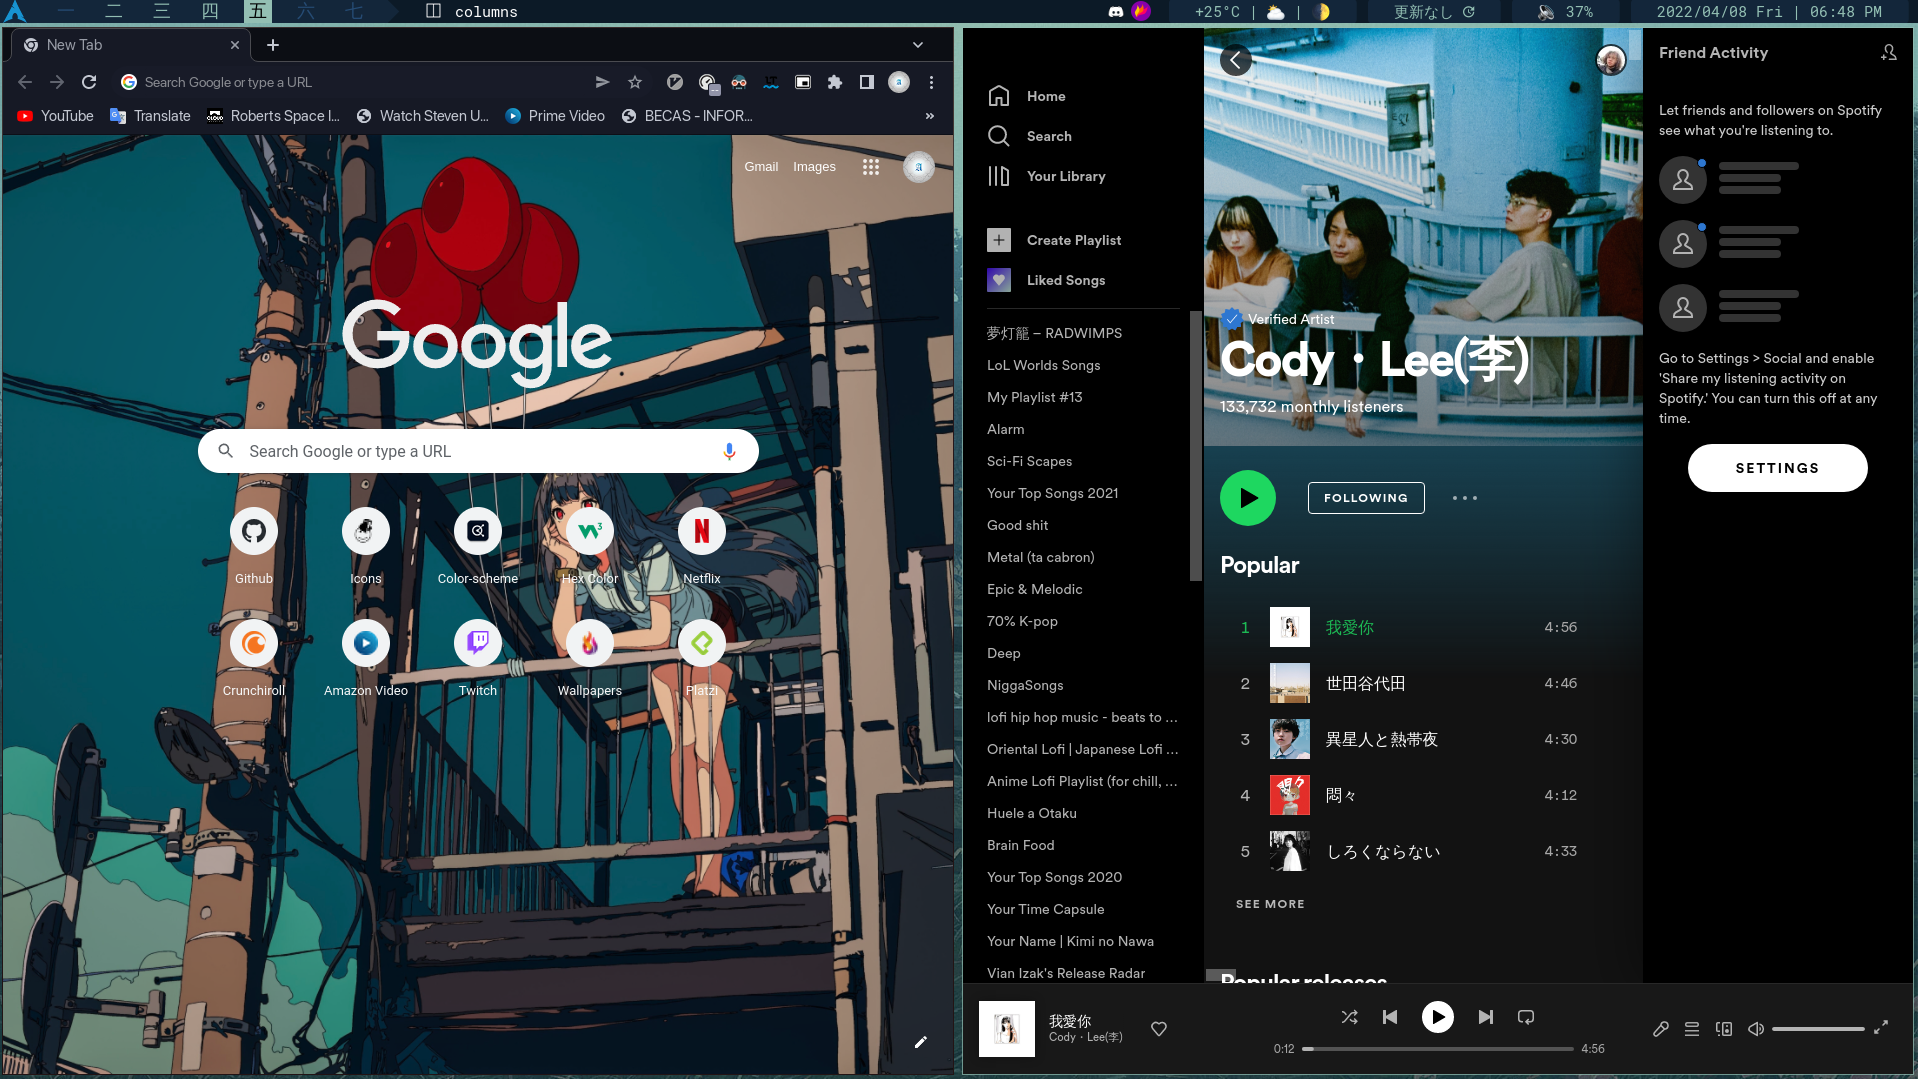 一 二 三 四 五 六 七
columns
+25°C | |
更新なし
37%
2022/04/08 Fri | 06:48 PM
New Tab
Search Google or type a URL
YouTube
Translate
Roberts Space I...
Watch Steven U...
Prime Video
BECAS - INFOR...
»
Gmail
Images
Google
Search Google or type a URL
Github
Icons
Color-scheme
Hex Color
Netflix
Crunchiroll
Amazon Video
Twitch
Wallpapers
Platzi
Home
Search
Your Library
Create Playlist
Liked Songs
夢灯籠 – RADWIMPS
LoL Worlds Songs
My Playlist #13
Alarm
Sci-Fi Scapes
Your Top Songs 2021
Good shit
Metal (ta cabron)
Epic & Melodic
70% K-pop
Deep
NiggaSongs
lofi hip hop music - beats to ...
Oriental Lofi | Japanese Lofi ...
Anime Lofi Playlist (for chill, ...
Huele a Otaku
Brain Food
Your Top Songs 2020
Your Time Capsule
Your Name | Kimi no Nawa
Vian Izak's Release Radar
Verified Artist
Cody・Lee(李)
133,732 monthly listeners
FOLLOWING
Popular
1 我愛你 4:56
2 世田谷代田 4:46
3 異星人と熱帯夜 4:30
4 悶々 4:12
5 しろくならない 4:33
SEE MORE
Popular releases
Friend Activity
Let friends and followers on Spotify
see what you're listening to.
Go to Settings > Social and enable
'Share my listening activity on
Spotify.' You can turn this off at any
time.
SETTINGS
我愛你
Cody・Lee(李)
0:12
4:56